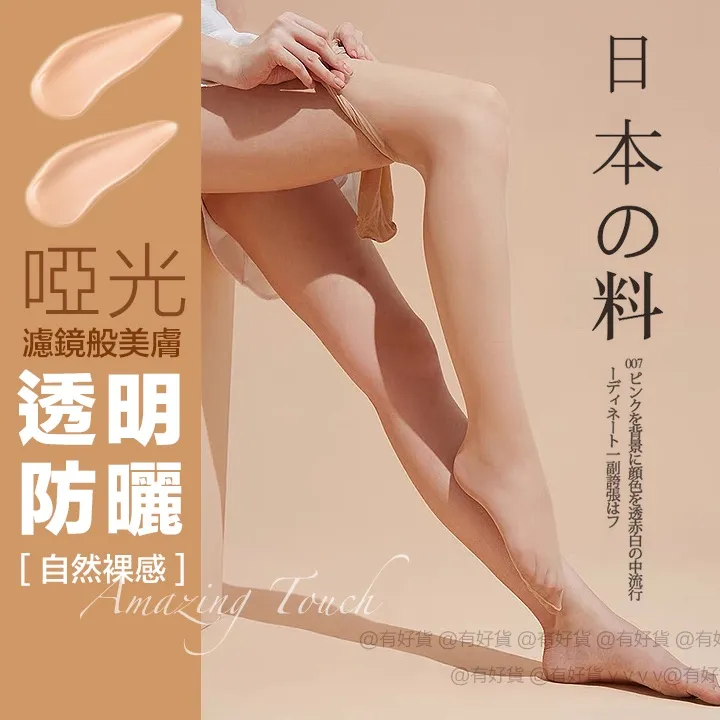 啞光
濾鏡般美膚
透明
防曬
[ 自然裸感 ]
Amazing Touch
日本の料
007
ピンクを背景に顔色を透赤白の中流行
ーディネート一副誇張はフ
@有好貨 @有好貨 @有好貨 @有好
@有好貨 @有好貨 v v v v@有好貨